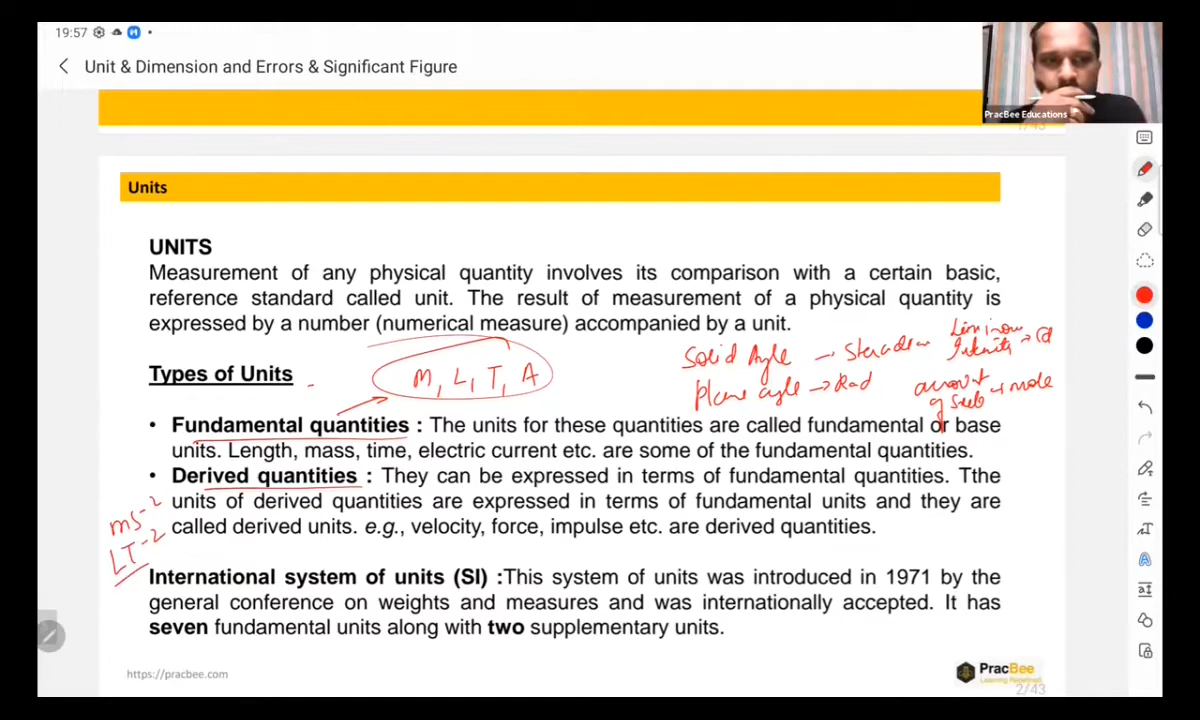 19:57
Unit & Dimension and Errors & Significant Figure
PracBee Educations
Units
UNITS
Measurement of any physical quantity involves its comparison with a certain basic,
reference standard called unit. The result of measurement of a physical quantity is
expressed by a number (numerical measure) accompanied by a unit.
Types of Units
M, L, T, A
Solid Angle → Steradian
Plane angle → Rad
Intensity → Cd
amount
of → mole
• Fundamental quantities : The units for these quantities are called fundamental or base
units. Length, mass, time, electric current etc. are some of the fundamental quantities.
• Derived quantities : They can be expressed in terms of fundamental quantities. Tthe
units of derived quantities are expressed in terms of fundamental units and they are
called derived units. e.g., velocity, force, impulse etc. are derived quantities.
ms-2
LT-2
International system of units (SI) :This system of units was introduced in 1971 by the
general conference on weights and measures and was internationally accepted. It has
seven fundamental units along with two supplementary units.
https://pracbee.com
PracBee
Learning Redefined
2/43